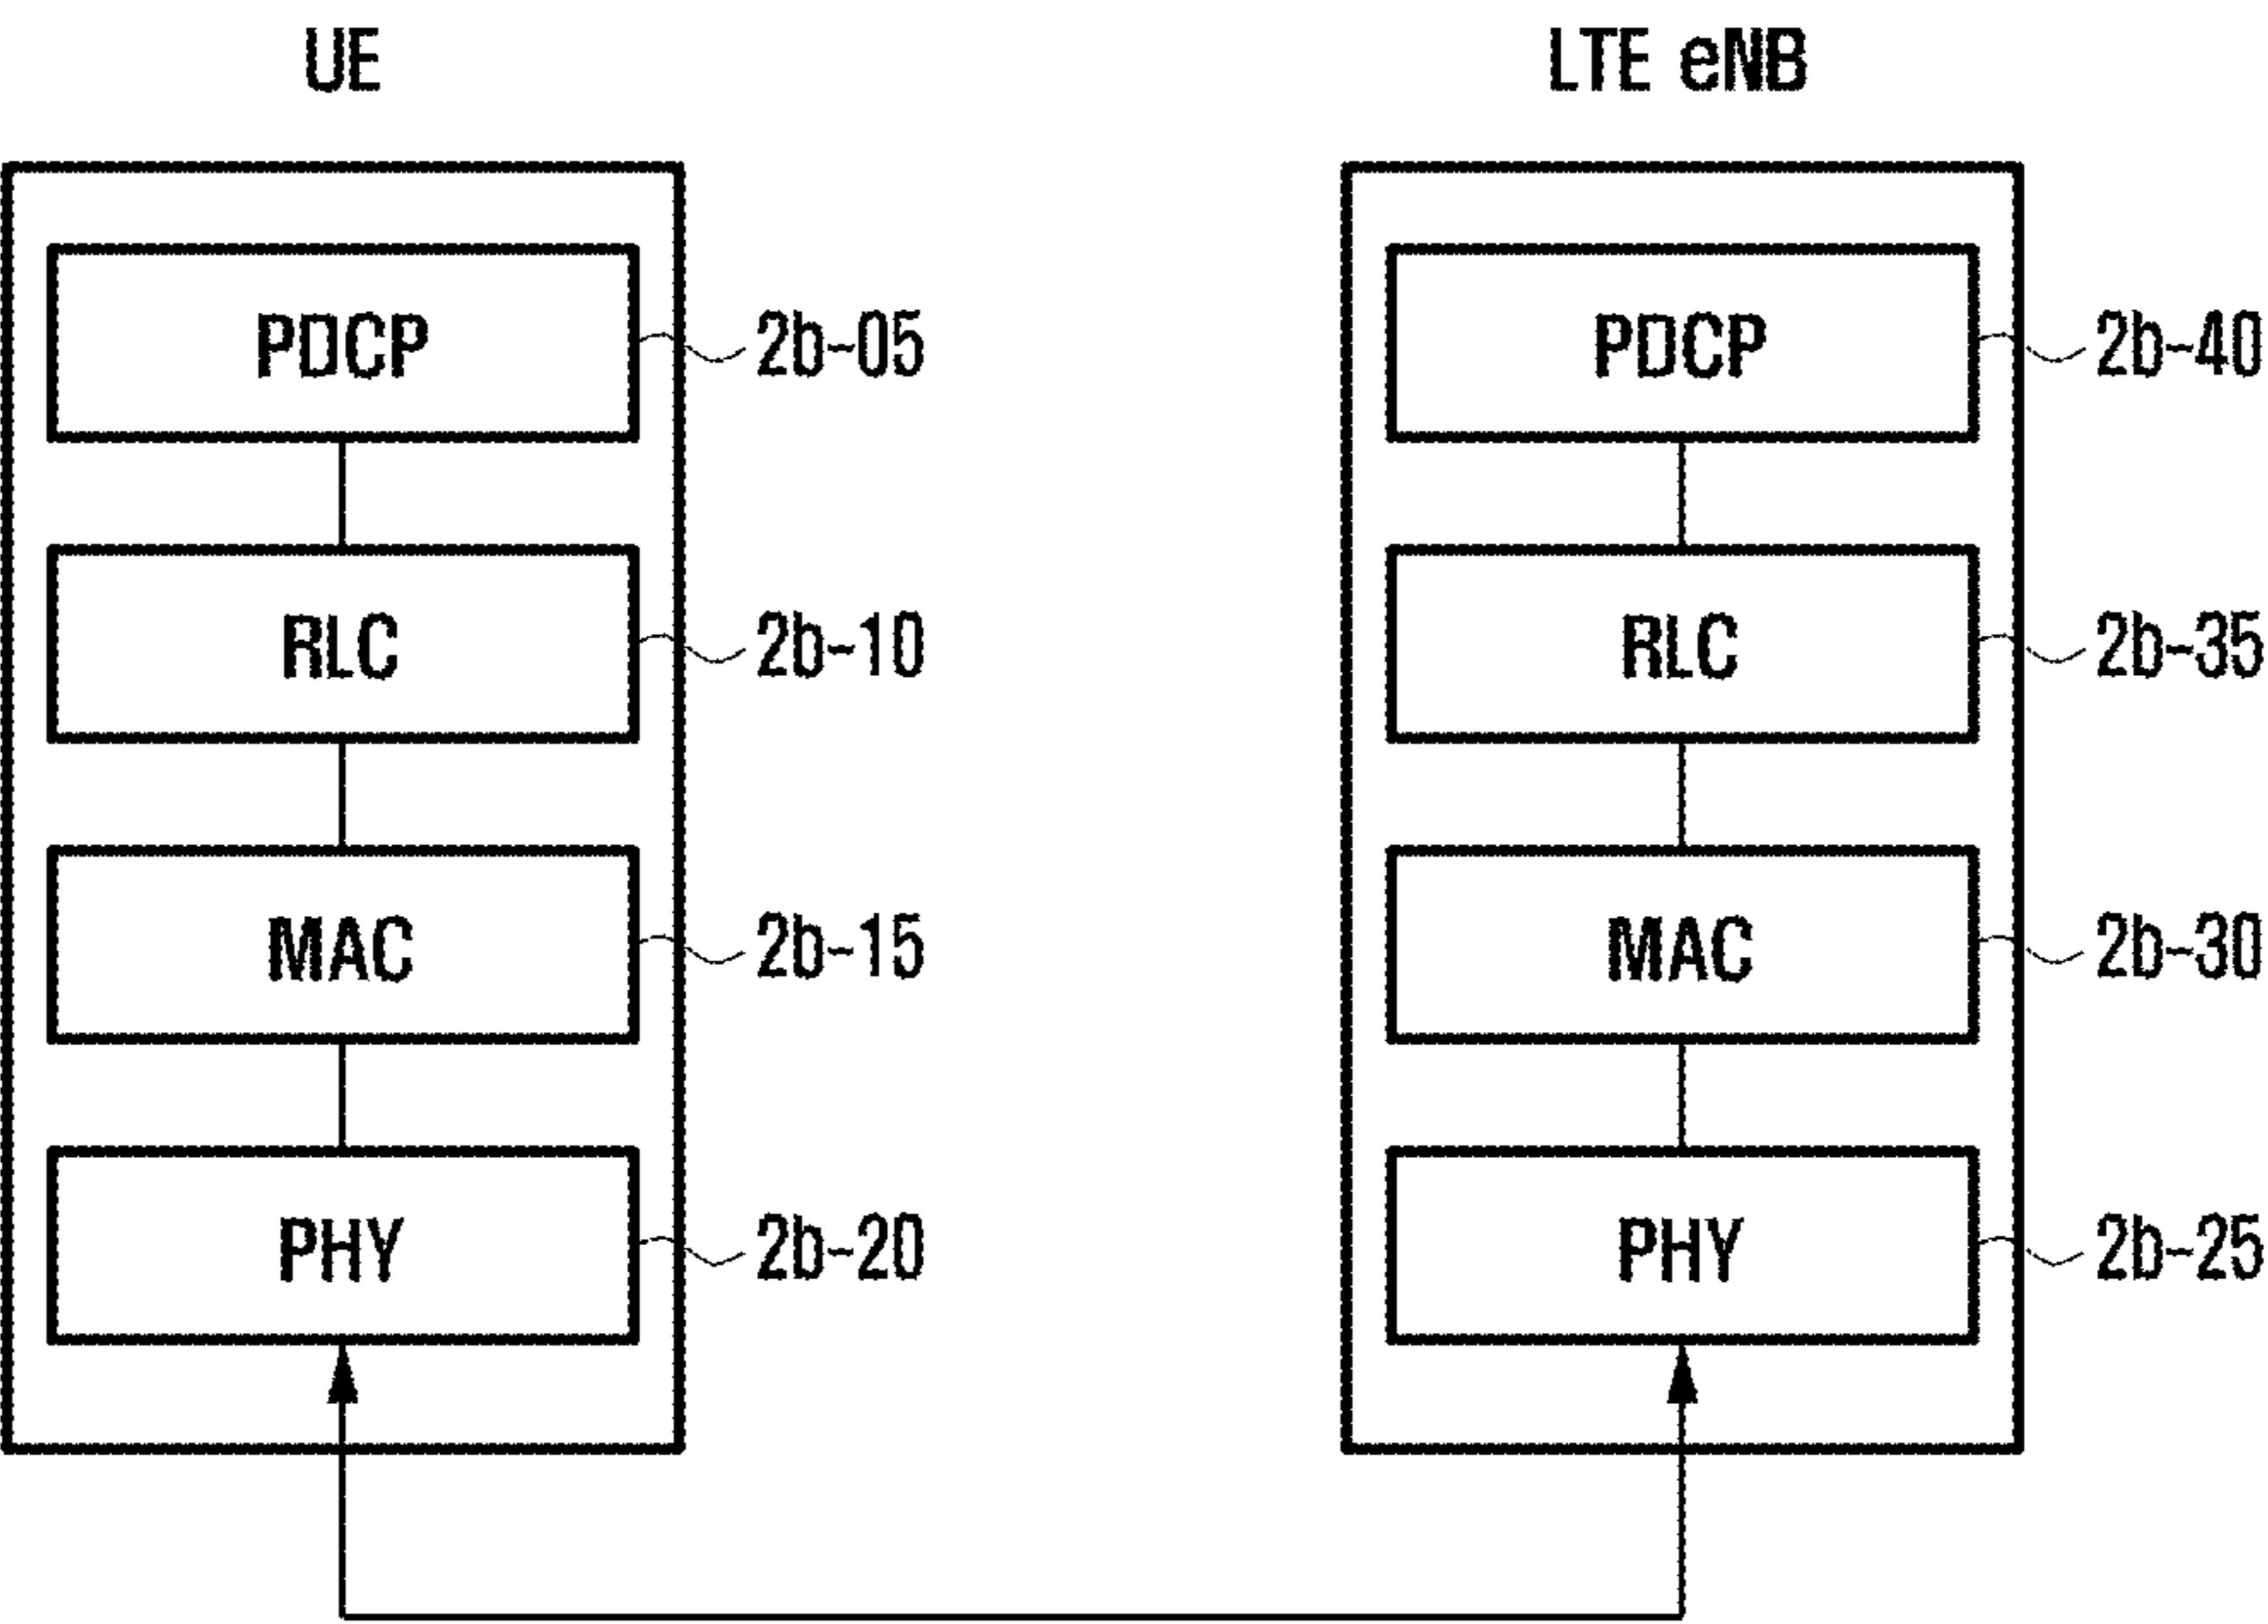 UE LTE eNB
PDCP 2b-05 PDCP 2b-40
RLC 2b-10 RLC 2b-35
MAC 2b-15 MAC 2b-30
PHY 2b-20 PHY 2b-25